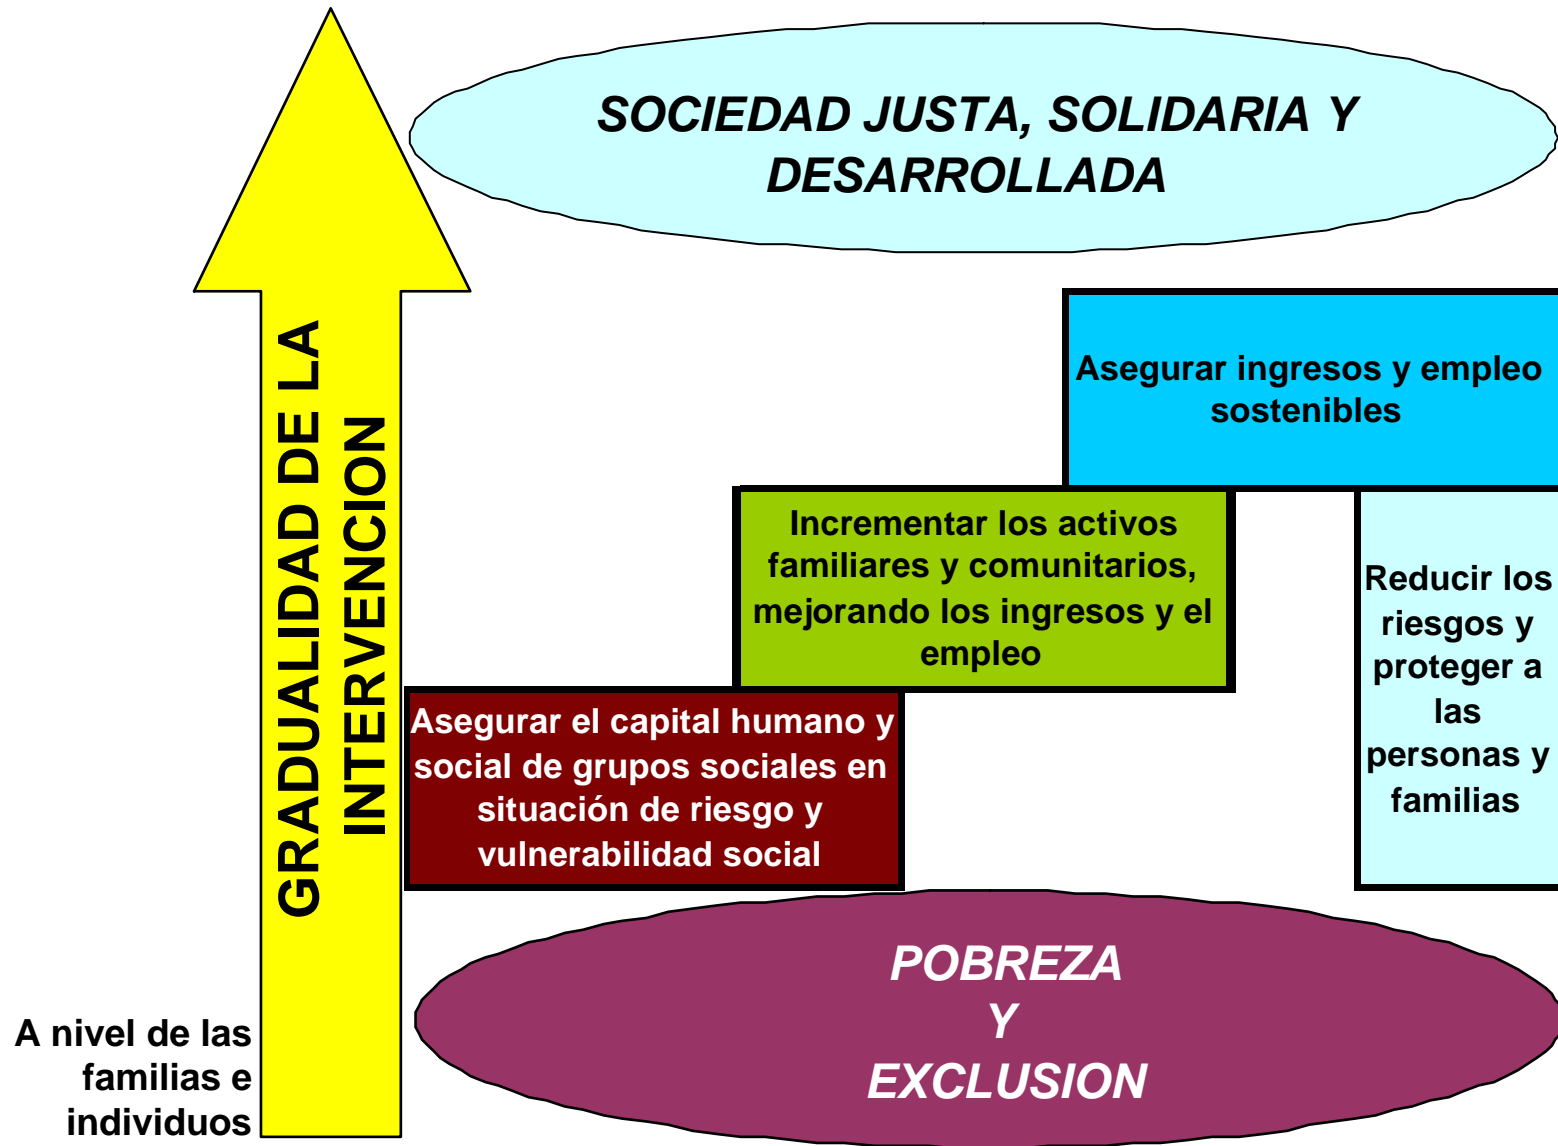 SOCIEDAD JUSTA, SOLIDARIA Y
DESARROLLADA
GRADUALIDAD DE LA
INTERVENCION
Asegurar ingresos y empleo
sostenibles
Incrementar los activos
familiares y comunitarios,
mejorando los ingresos y el
empleo
Reducir los
riesgos y
proteger a
las
personas y
familias
Asegurar el capital humano y
social de grupos sociales en
situación de riesgo y
vulnerabilidad social
POBREZA
Y
EXCLUSION
A nivel de las
familias e
individuos